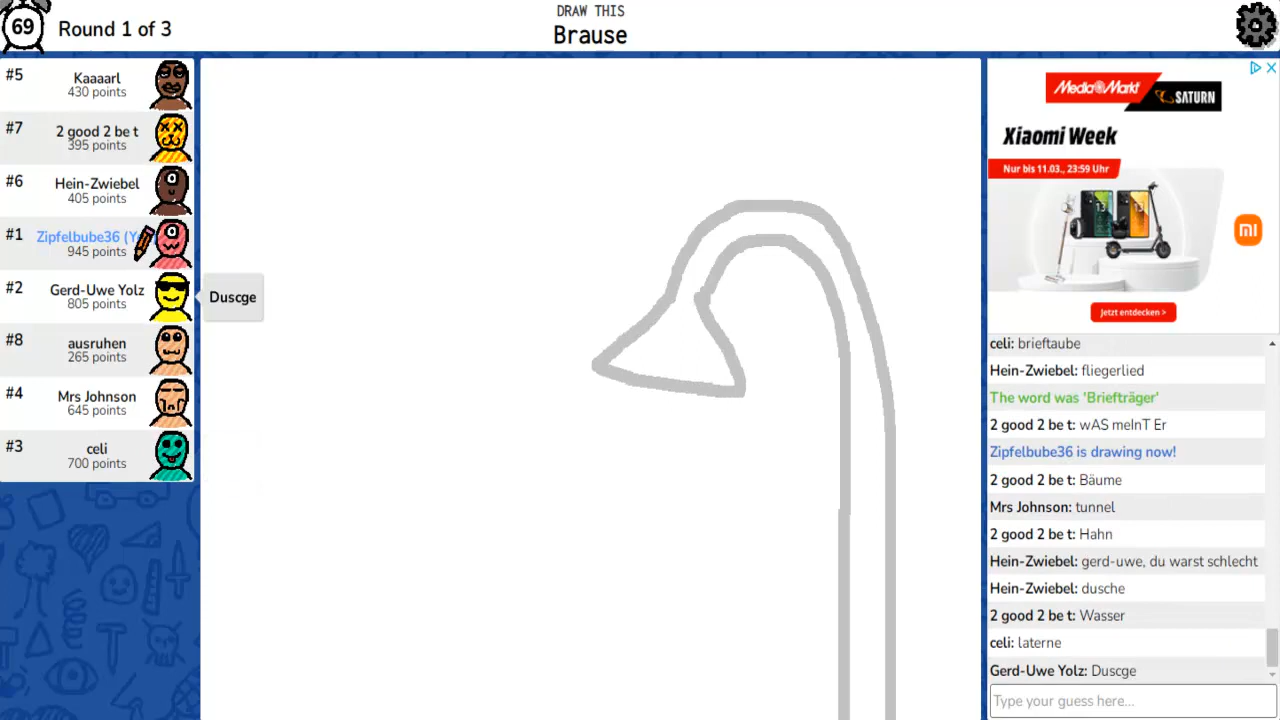 69
Round 1 of 3
DRAW THIS
Brause
#5
Kaaaarl
430 points
#7
2 good 2 be t
395 points
#6
Hein-Zwiebel
405 points
#1
Zipfelbube36 (Y
945 points
#2
Gerd-Uwe Yolz
805 points
Duscge
#8
ausruhen
265 points
#4
Mrs Johnson
645 points
#3
celi
700 points
Media Markt
SATURN
Xiaomi Week
Nur bis 11.03., 23:59 Uhr
13
13
mi
Jetzt entdecken >
celi: brieftaube
Hein-Zwiebel: fliegerlied
The word was 'Briefträger'
2 good 2 be t: wAS meInT Er
Zipfelbube36 is drawing now!
2 good 2 be t: Bäume
Mrs Johnson: tunnel
2 good 2 be t: Hahn
Hein-Zwiebel: gerd-uwe, du warst schlecht
Hein-Zwiebel: dusche
2 good 2 be t: Wasser
celi: laterne
Gerd-Uwe Yolz: Duscge
Type your guess here...